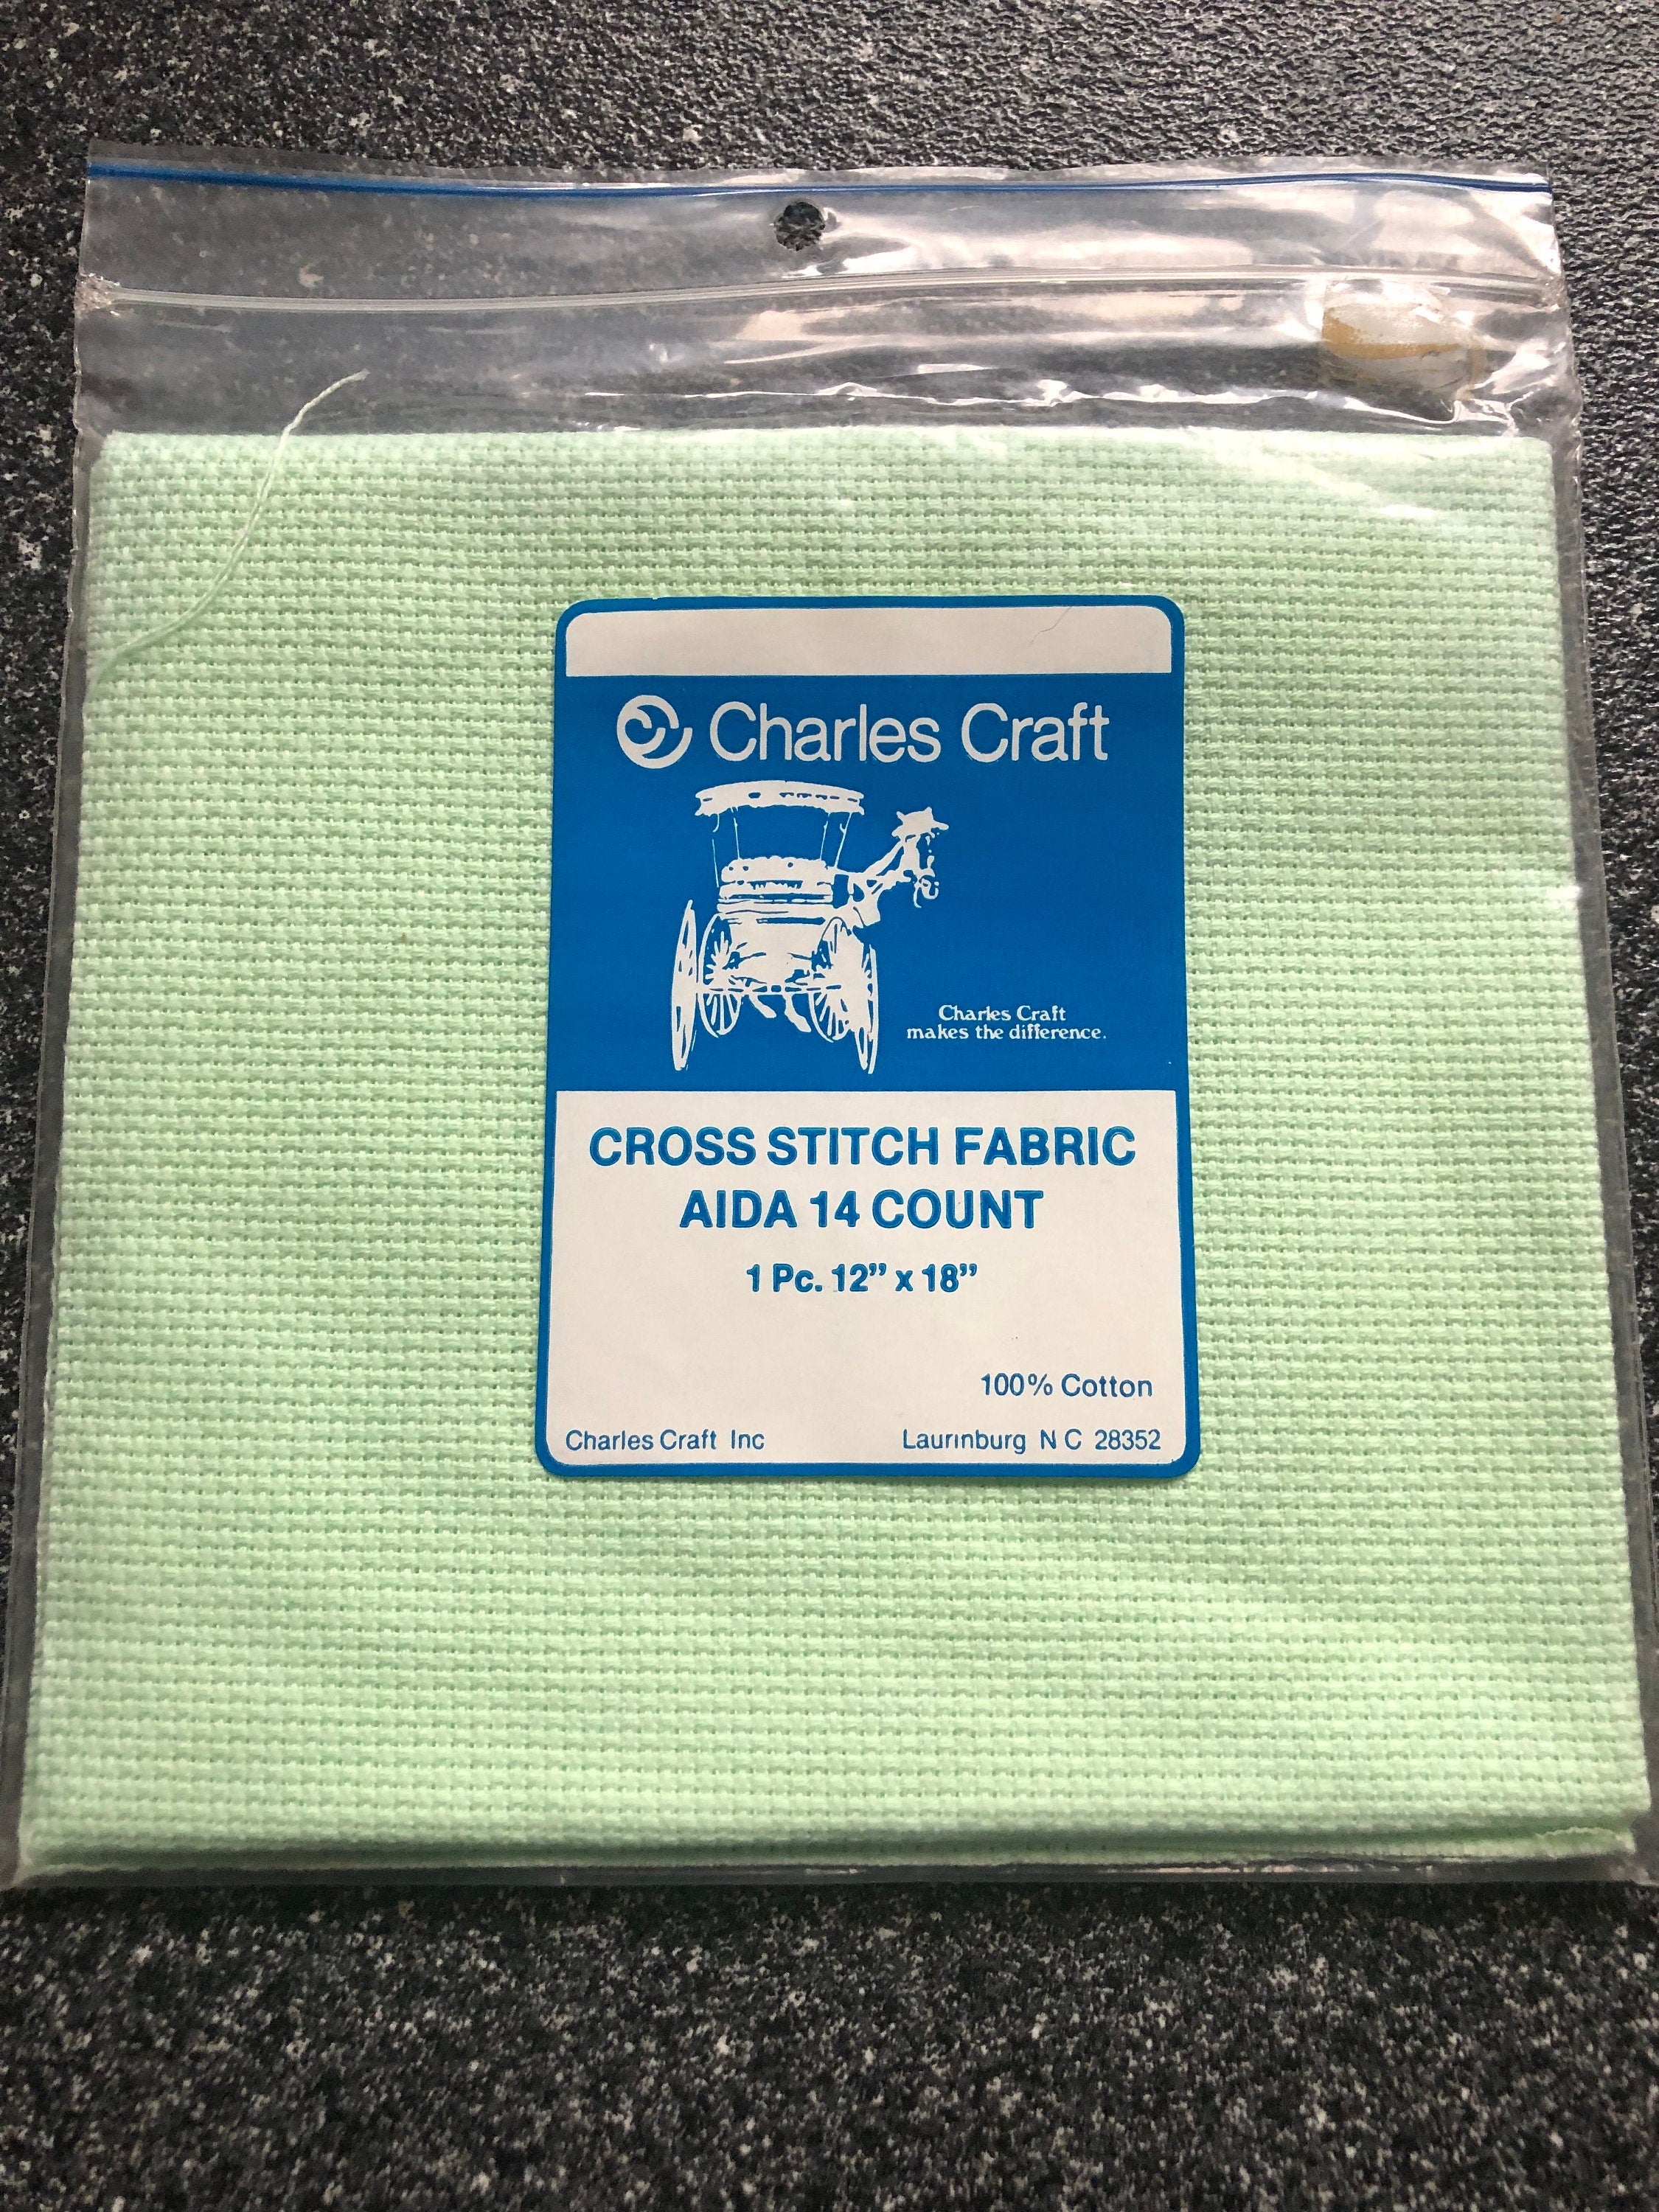 Charles Craft
Charles Craft
makes the difference.
CROSS STITCH FABRIC
AIDA 14 COUNT
1 Pc. 12” x 18”
100% Cotton
Charles Craft Inc Laurinburg N C 28352